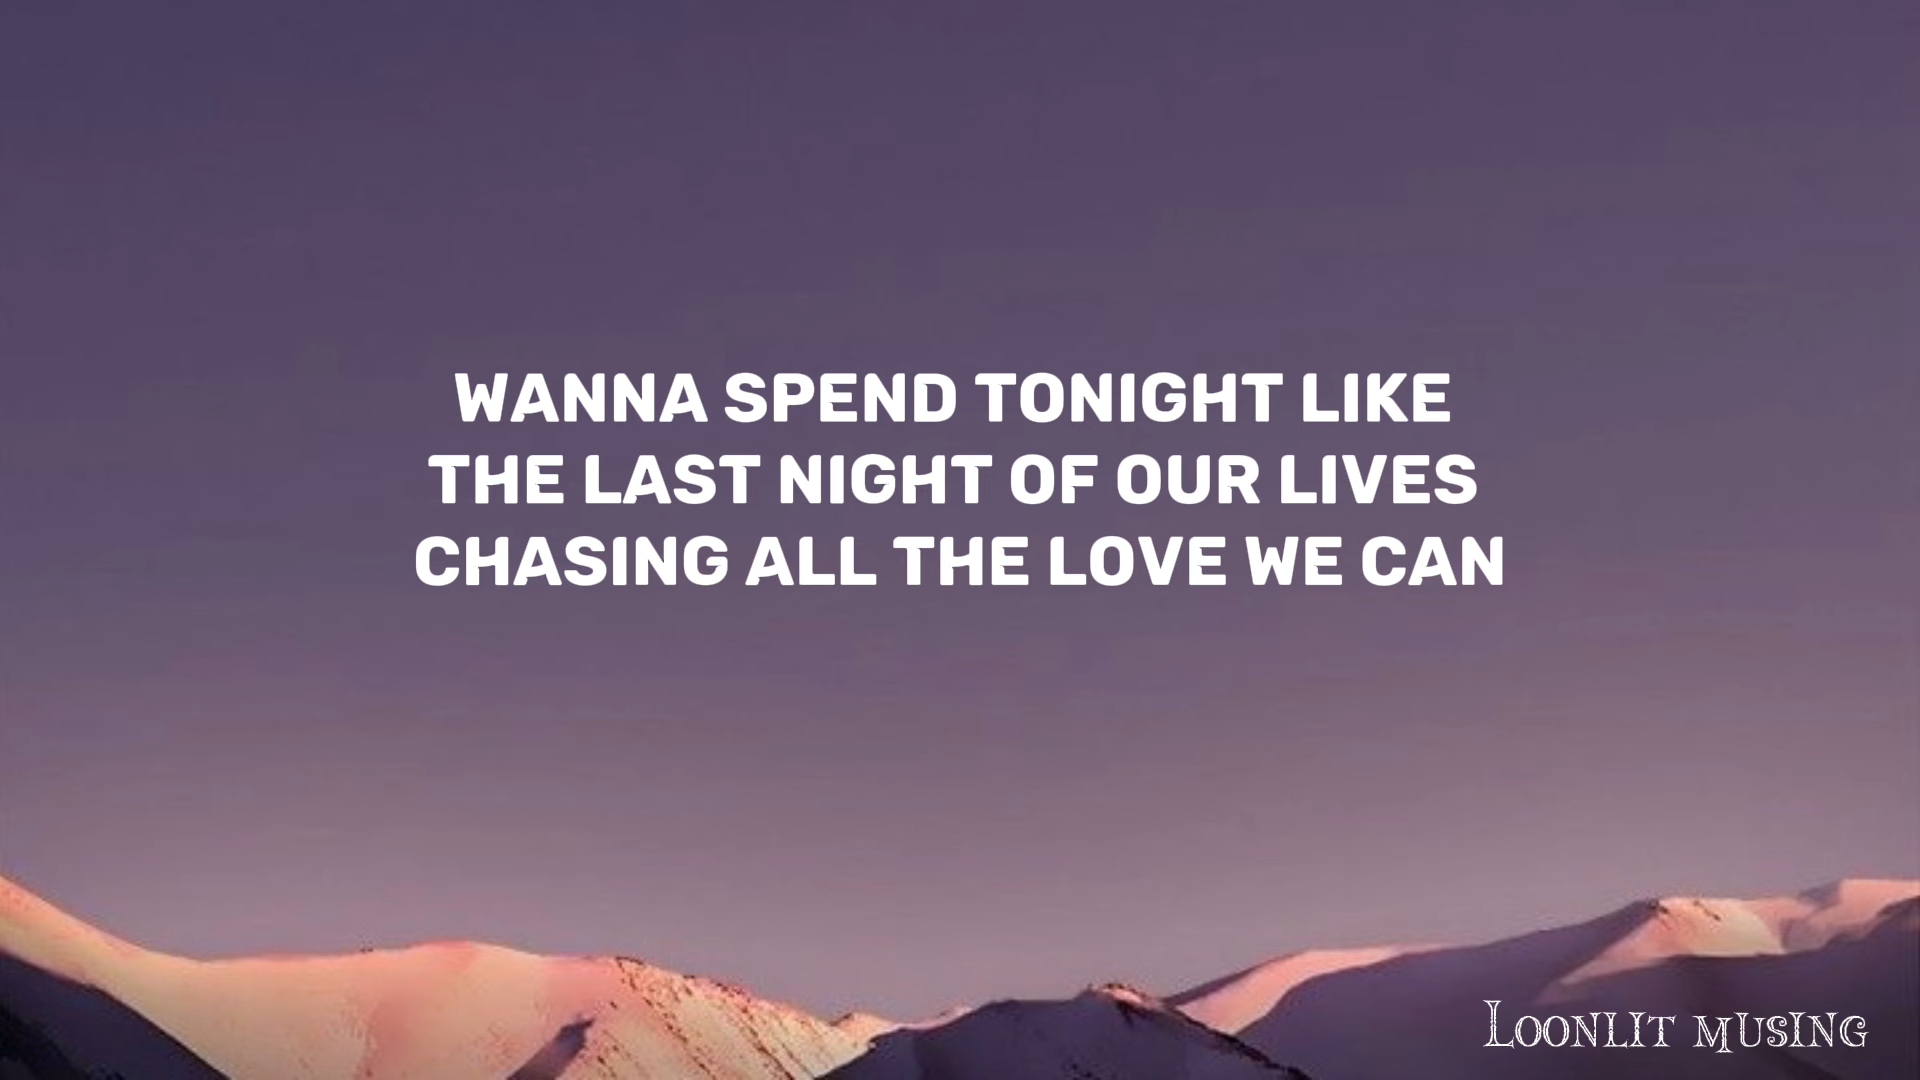 WANNA SPEND TONIGHT LIKE
THE LAST NIGHT OF OUR LIVES
CHASING ALL THE LOVE WE CAN
LOONLIT MUSING